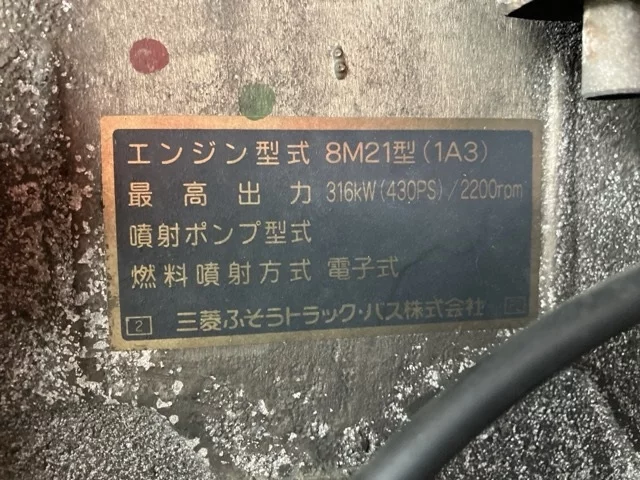 エンジン型式 8M21型(1A3)
最高出力 316kW(430PS)/2200rpm
噴射ポンプ型式
燃料噴射方式 電子式
2 三菱ふそうトラック・バス株式会社